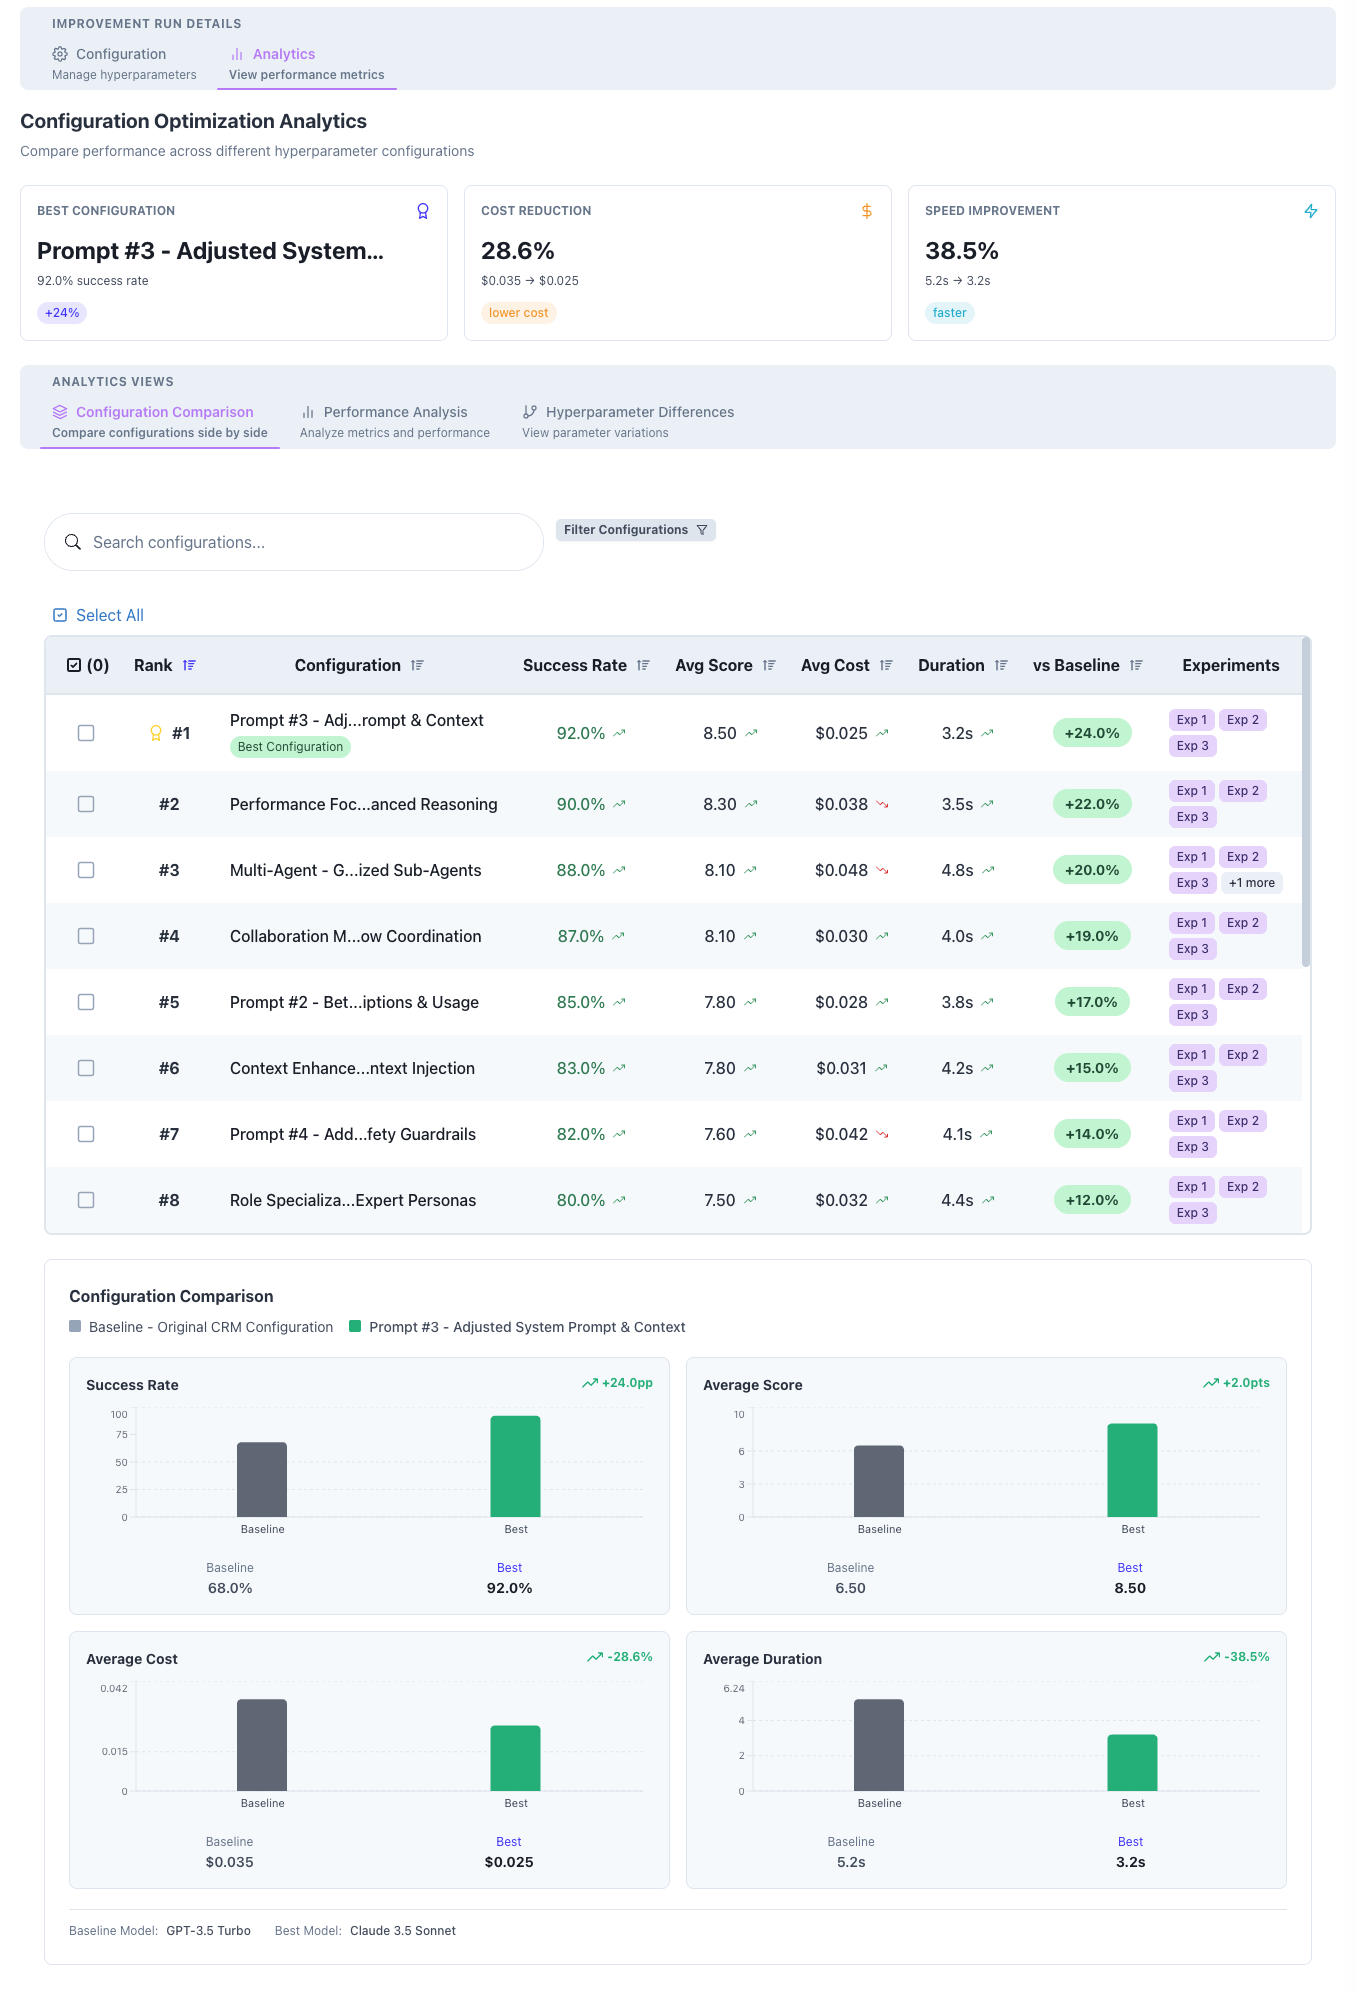 IMPROVEMENT RUN DETAILS
Configuration
Manage hyperparameters
Analytics
View performance metrics
Configuration Optimization Analytics
Compare performance across different hyperparameter configurations
BEST CONFIGURATION
Prompt #3 - Adjusted System...
92.0% success rate
+24%
COST REDUCTION
28.6%
$0.035 → $0.025
lower cost
SPEED IMPROVEMENT
38.5%
5.2s → 3.2s
faster
ANALYTICS VIEWS
Configuration Comparison
Compare configurations side by side
Performance Analysis
Analyze metrics and performance
Hyperparameter Differences
View parameter variations
Search configurations...
Filter Configurations
Select All
(0) Rank Configuration Success Rate Avg Score Avg Cost Duration vs Baseline Experiments
#1 Prompt #3 - Adj...rompt & Context 92.0% 8.50 $0.025 3.2s +24.0% Exp 1 Exp 2
Best Configuration Exp 3
#2 Performance Foc...anced Reasoning 90.0% 8.30 $0.038 3.5s +22.0% Exp 1 Exp 2
Exp 3
#3 Multi-Agent - G...ized Sub-Agents 88.0% 8.10 $0.048 4.8s +20.0% Exp 1 Exp 2
Exp 3 +1 more
#4 Collaboration M...ow Coordination 87.0% 8.10 $0.030 4.0s +19.0% Exp 1 Exp 2
Exp 3
#5 Prompt #2 - Bet...iptions & Usage 85.0% 7.80 $0.028 3.8s +17.0% Exp 1 Exp 2
Exp 3
#6 Context Enhance...ntext Injection 83.0% 7.80 $0.031 4.2s +15.0% Exp 1 Exp 2
Exp 3
#7 Prompt #4 - Add...fety Guardrails 82.0% 7.60 $0.042 4.1s +14.0% Exp 1 Exp 2
Exp 3
#8 Role Specializa...Expert Personas 80.0% 7.50 $0.032 4.4s +12.0% Exp 1 Exp 2
Exp 3
Configuration Comparison
Baseline - Original CRM Configuration Prompt #3 - Adjusted System Prompt & Context
Success Rate +24.0pp
100
75
50
25
0
Baseline Best
Baseline Best
68.0% 92.0%
Average Score +2.0pts
10
6
3
0
Baseline Best
Baseline Best
6.50 8.50
Average Cost -28.6%
0.042
0.015
0
Baseline Best
Baseline Best
$0.035 $0.025
Average Duration -38.5%
6.24
4
2
0
Baseline Best
Baseline Best
5.2s 3.2s
Baseline Model: GPT-3.5 Turbo Best Model: Claude 3.5 Sonnet